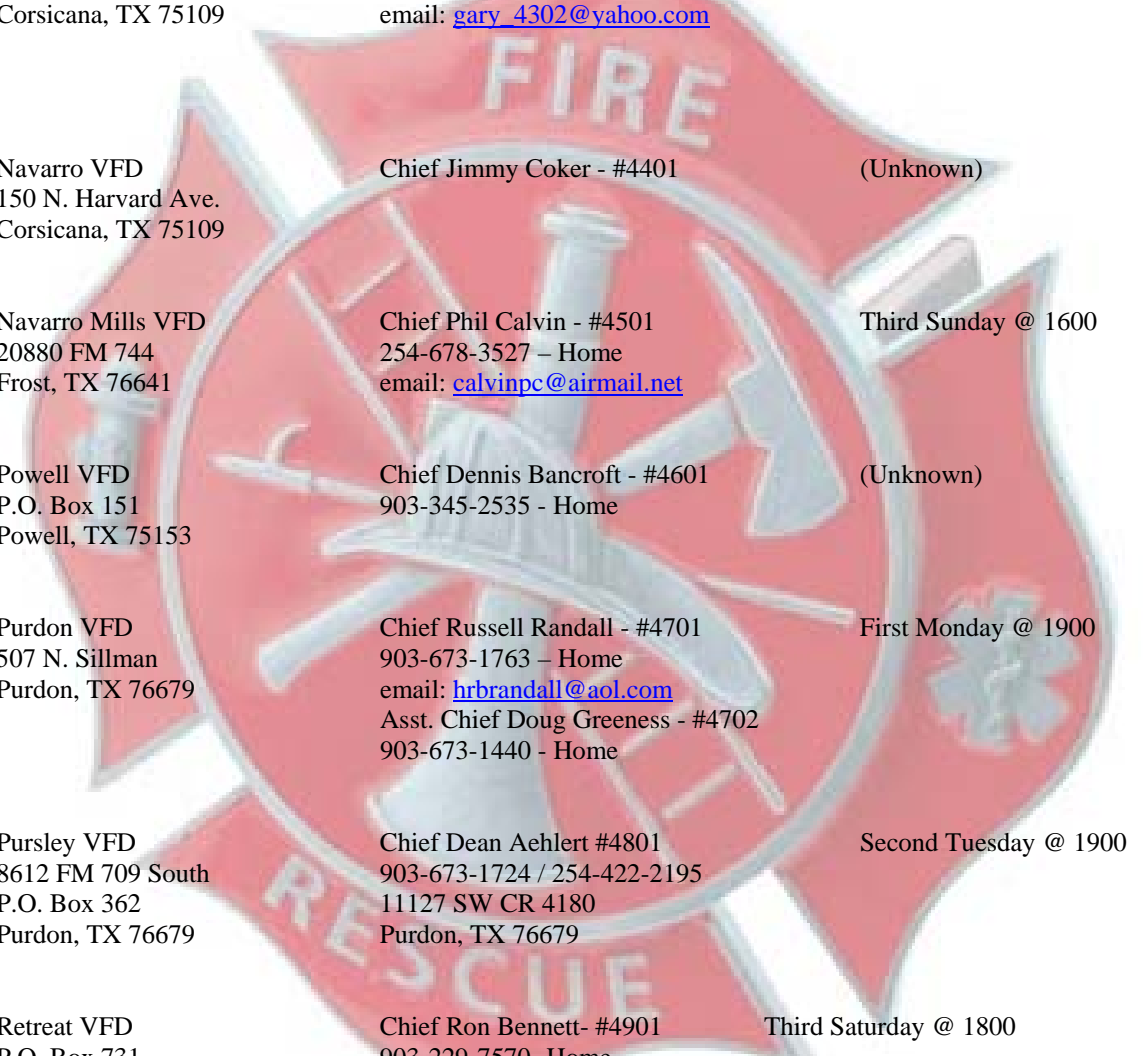 Corsicana, TX 75109 email: gary_4302@yahoo.com
FIRE
Navarro VFD Chief Jimmy Coker - #4401 (Unknown)
150 N. Harvard Ave.
Corsicana, TX 75109
Navarro Mills VFD Chief Phil Calvin - #4501 Third Sunday @ 1600
20880 FM 744 254-678-3527 – Home
Frost, TX 76641 email: calvinpc@airmail.net
Powell VFD Chief Dennis Bancroft - #4601 (Unknown)
P.O. Box 151 903-345-2535 - Home
Powell, TX 75153
Purdon VFD Chief Russell Randall - #4701 First Monday @ 1900
507 N. Sillman 903-673-1763 – Home
Purdon, TX 76679 email: hrbrandall@aol.com
Asst. Chief Doug Greeness - #4702
903-673-1440 - Home
Pursley VFD Chief Dean Aehlert #4801 Second Tuesday @ 1900
8612 FM 709 South 903-673-1724 / 254-422-2195
P.O. Box 362 11127 SW CR 4180
Purdon, TX 76679 Purdon, TX 76679
RESCUE
Retreat VFD Chief Ron Bennett- #4901 Third Saturday @ 1800
P.O. Box 731 903-229-7570- Home